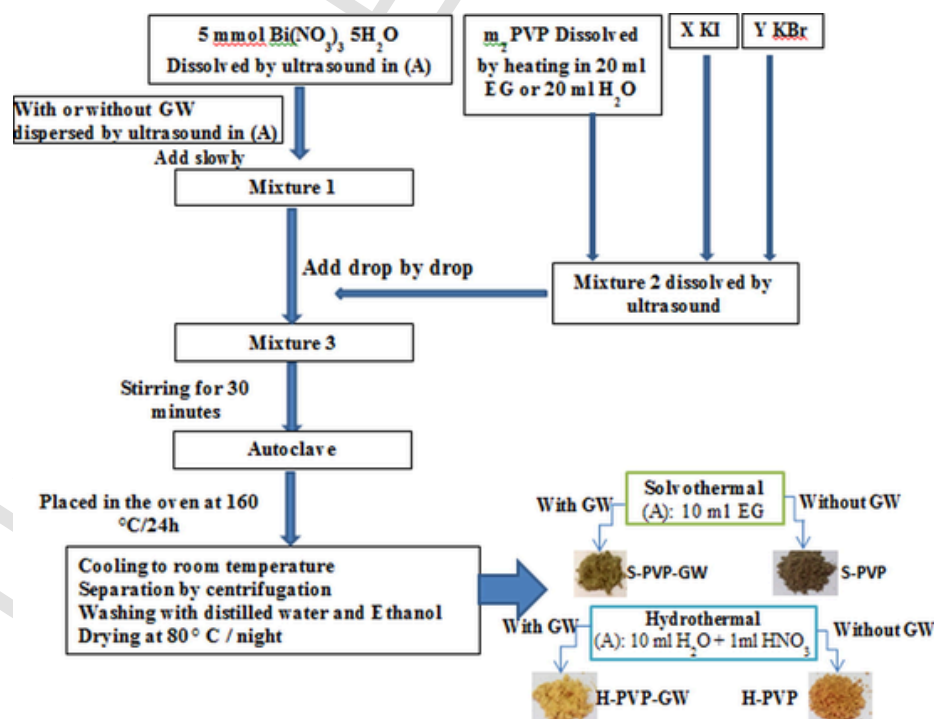 5 mmol Bi(NO3)3 5H2O
Dissolved by ultrasound in (A)
m2 PVP Dissolved
by heating in 20 ml
EG or 20 ml H2O
X KI
Y KBr
With or without GW
dispersed by ultrasound in (A)
Add slowly
Mixture 1
Add drop by drop
Mixture 2 dissolved by
ultrasound
Mixture 3
Stirring for 30
minutes
Autoclave
Placed in the oven at 160
°C/24h
Cooling to room temperature
Separation by centrifugation
Washing with distilled water and Ethanol
Drying at 80° C / night
With GW
Solvothermal
(A): 10 ml EG
Without GW
S-PVP-GW
S-PVP
With GW
Hydrothermal
(A): 10 ml H2O + 1ml HNO3
Without GW
H-PVP-GW
H-PVP